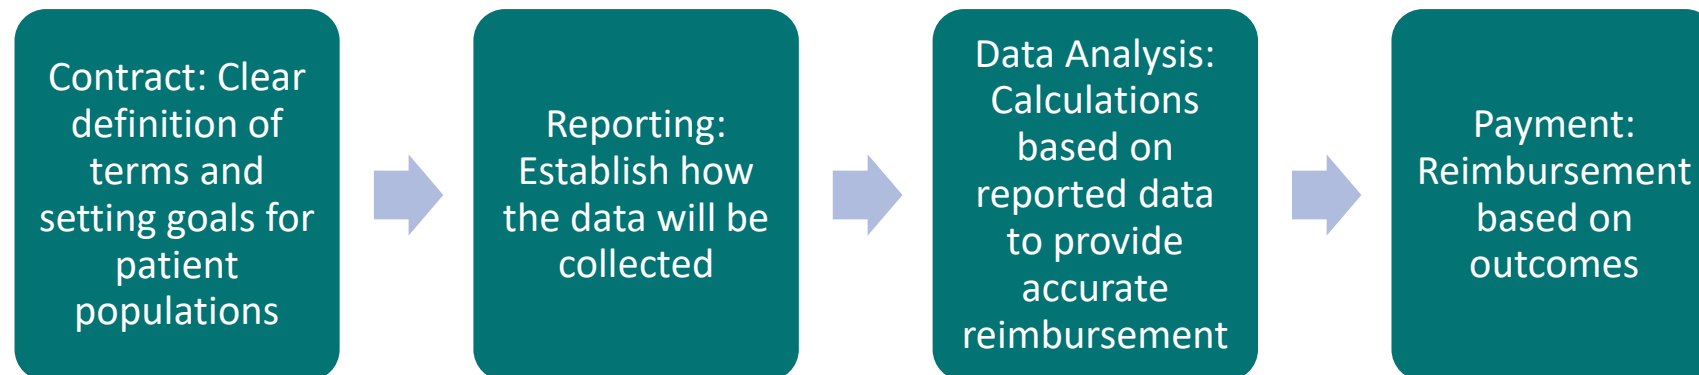 Contract: Clear
definition of
terms and
setting goals for
patient
populations
Reporting:
Establish how
the data will be
collected
Data Analysis:
Calculations
based on
reported data
to provide
accurate
reimbursement
Payment:
Reimbursement
based on
outcomes